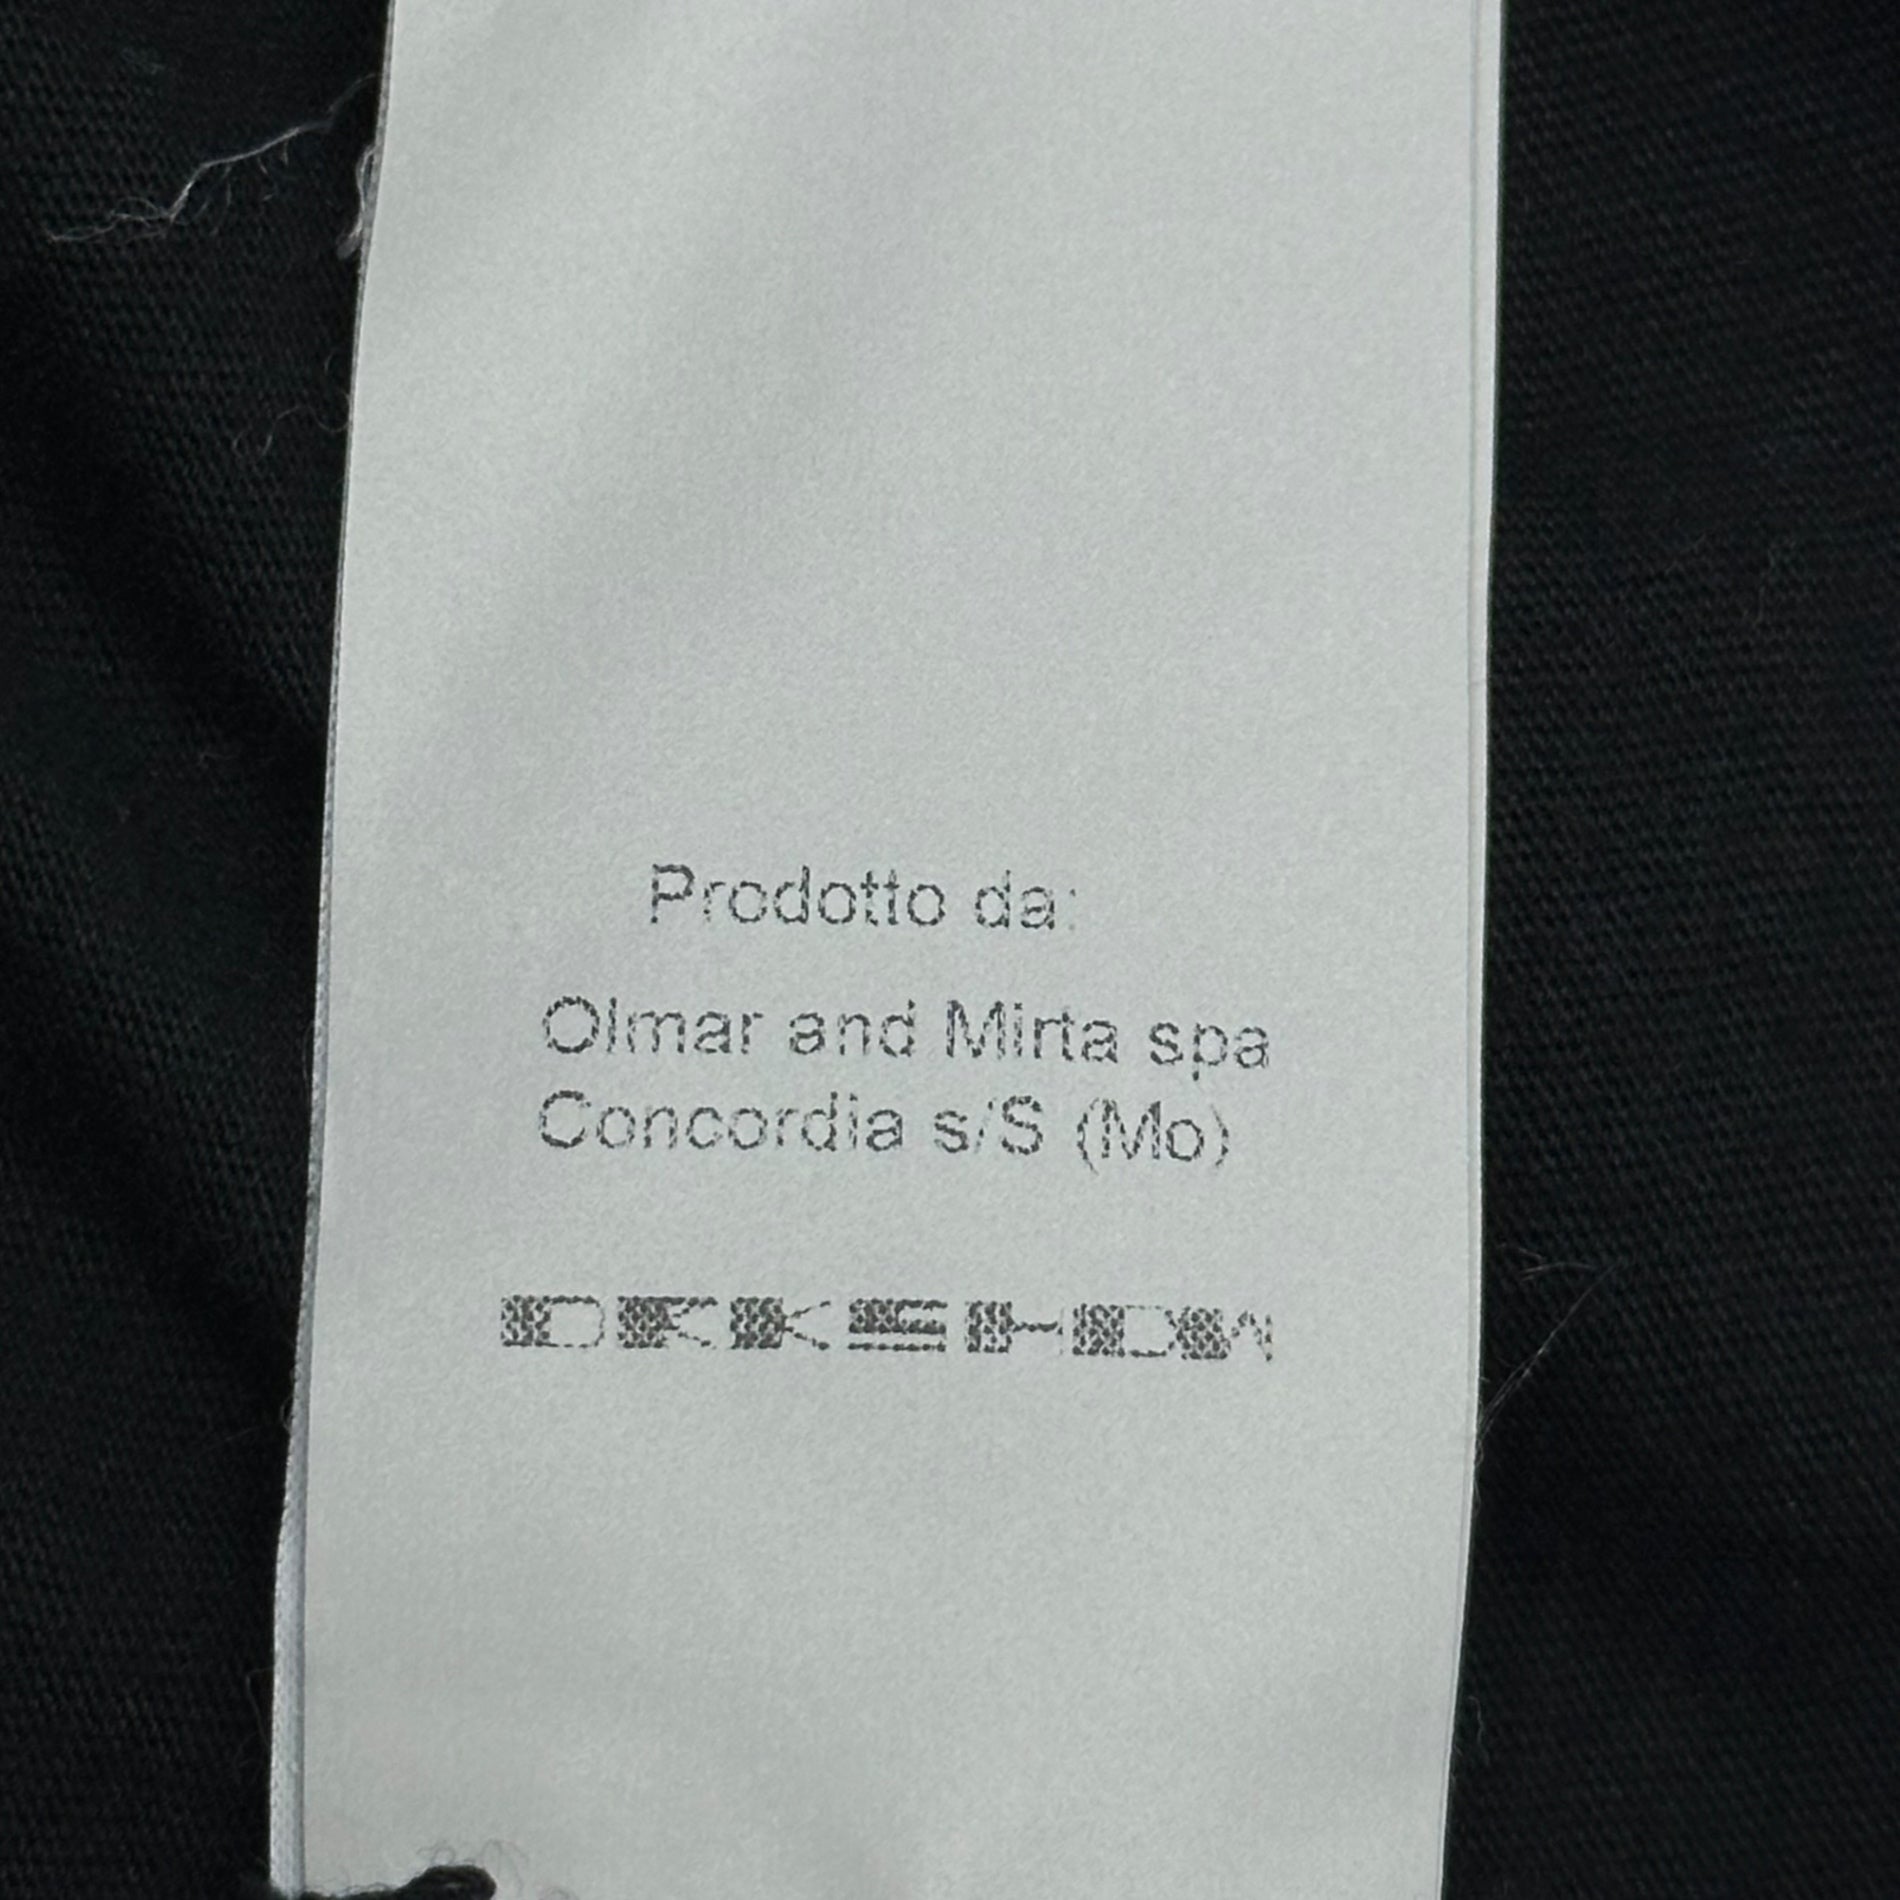 Prodotto da:
Olmar and Mirta spa
Concordia s/S (Mo)
DRKSHDW